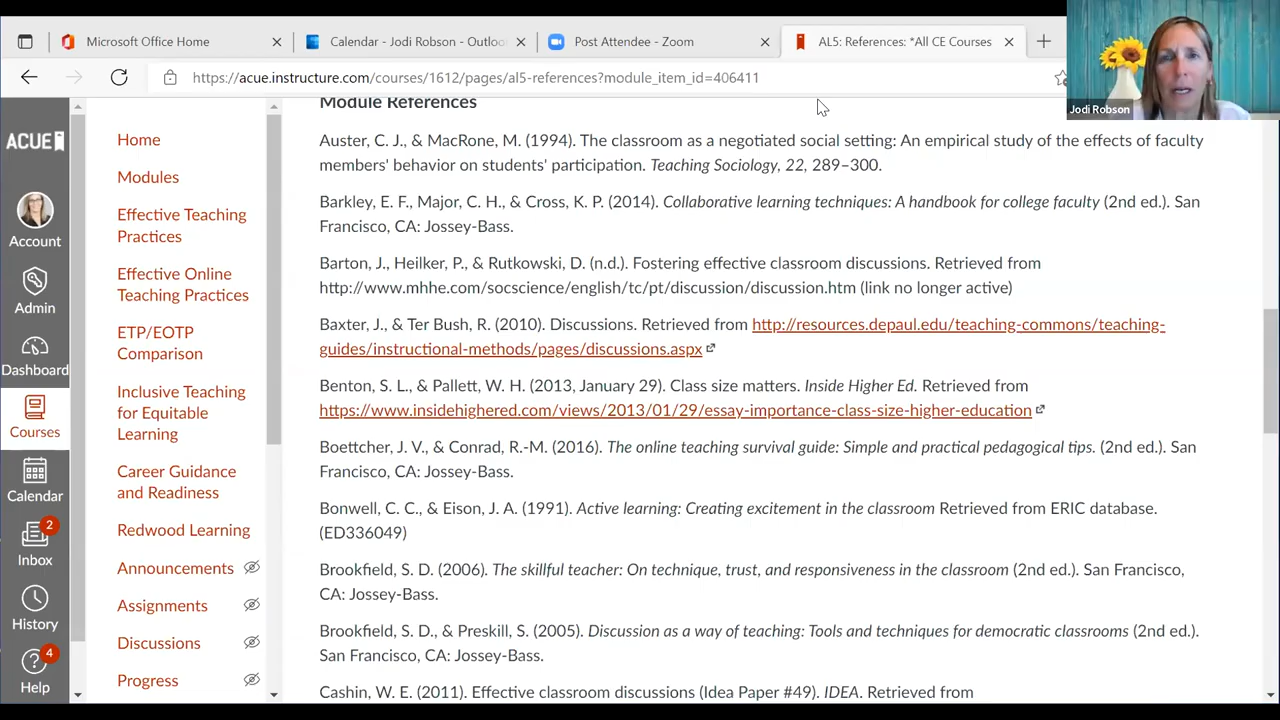 Microsoft Office Home
Calendar - Jodi Robson - Outloo
Post Attendee - Zoom
AL5: References: *All CE Courses
https://acue.instructure.com/courses/1612/pages/al5-references?module_item_id=406411
Jodi Robson
ACUE
Account
Admin
Dashboard
Courses
Calendar
2
Inbox
History
4
Help
Home
Modules
Effective Teaching
Practices
Effective Online
Teaching Practices
ETP/EOTP
Comparison
Inclusive Teaching
for Equitable
Learning
Career Guidance
and Readiness
Redwood Learning
Announcements
Assignments
Discussions
Progress
Module References
Auster, C. J., & MacRone, M. (1994). The classroom as a negotiated social setting: An empirical study of the effects of faculty
members' behavior on students' participation. Teaching Sociology, 22, 289–300.
Barkley, E. F., Major, C. H., & Cross, K. P. (2014). Collaborative learning techniques: A handbook for college faculty (2nd ed.). San
Francisco, CA: Jossey-Bass.
Barton, J., Heilker, P., & Rutkowski, D. (n.d.). Fostering effective classroom discussions. Retrieved from
http://www.mhhe.com/socscience/english/tc/pt/discussion/discussion.htm (link no longer active)
Baxter, J., & Ter Bush, R. (2010). Discussions. Retrieved from http://resources.depaul.edu/teaching-commons/teaching-
guides/instructional-methods/pages/discussions.aspx
Benton, S. L., & Pallett, W. H. (2013, January 29). Class size matters. Inside Higher Ed. Retrieved from
https://www.insidehighered.com/views/2013/01/29/essay-importance-class-size-higher-education
Boettcher, J. V., & Conrad, R.-M. (2016). The online teaching survival guide: Simple and practical pedagogical tips. (2nd ed.). San
Francisco, CA: Jossey-Bass.
Bonwell, C. C., & Eison, J. A. (1991). Active learning: Creating excitement in the classroom Retrieved from ERIC database.
(ED336049)
Brookfield, S. D. (2006). The skillful teacher: On technique, trust, and responsiveness in the classroom (2nd ed.). San Francisco,
CA: Jossey-Bass.
Brookfield, S. D., & Preskill, S. (2005). Discussion as a way of teaching: Tools and techniques for democratic classrooms (2nd ed.).
San Francisco, CA: Jossey-Bass.
Cashin, W. E. (2011). Effective classroom discussions (Idea Paper #49). IDEA. Retrieved from